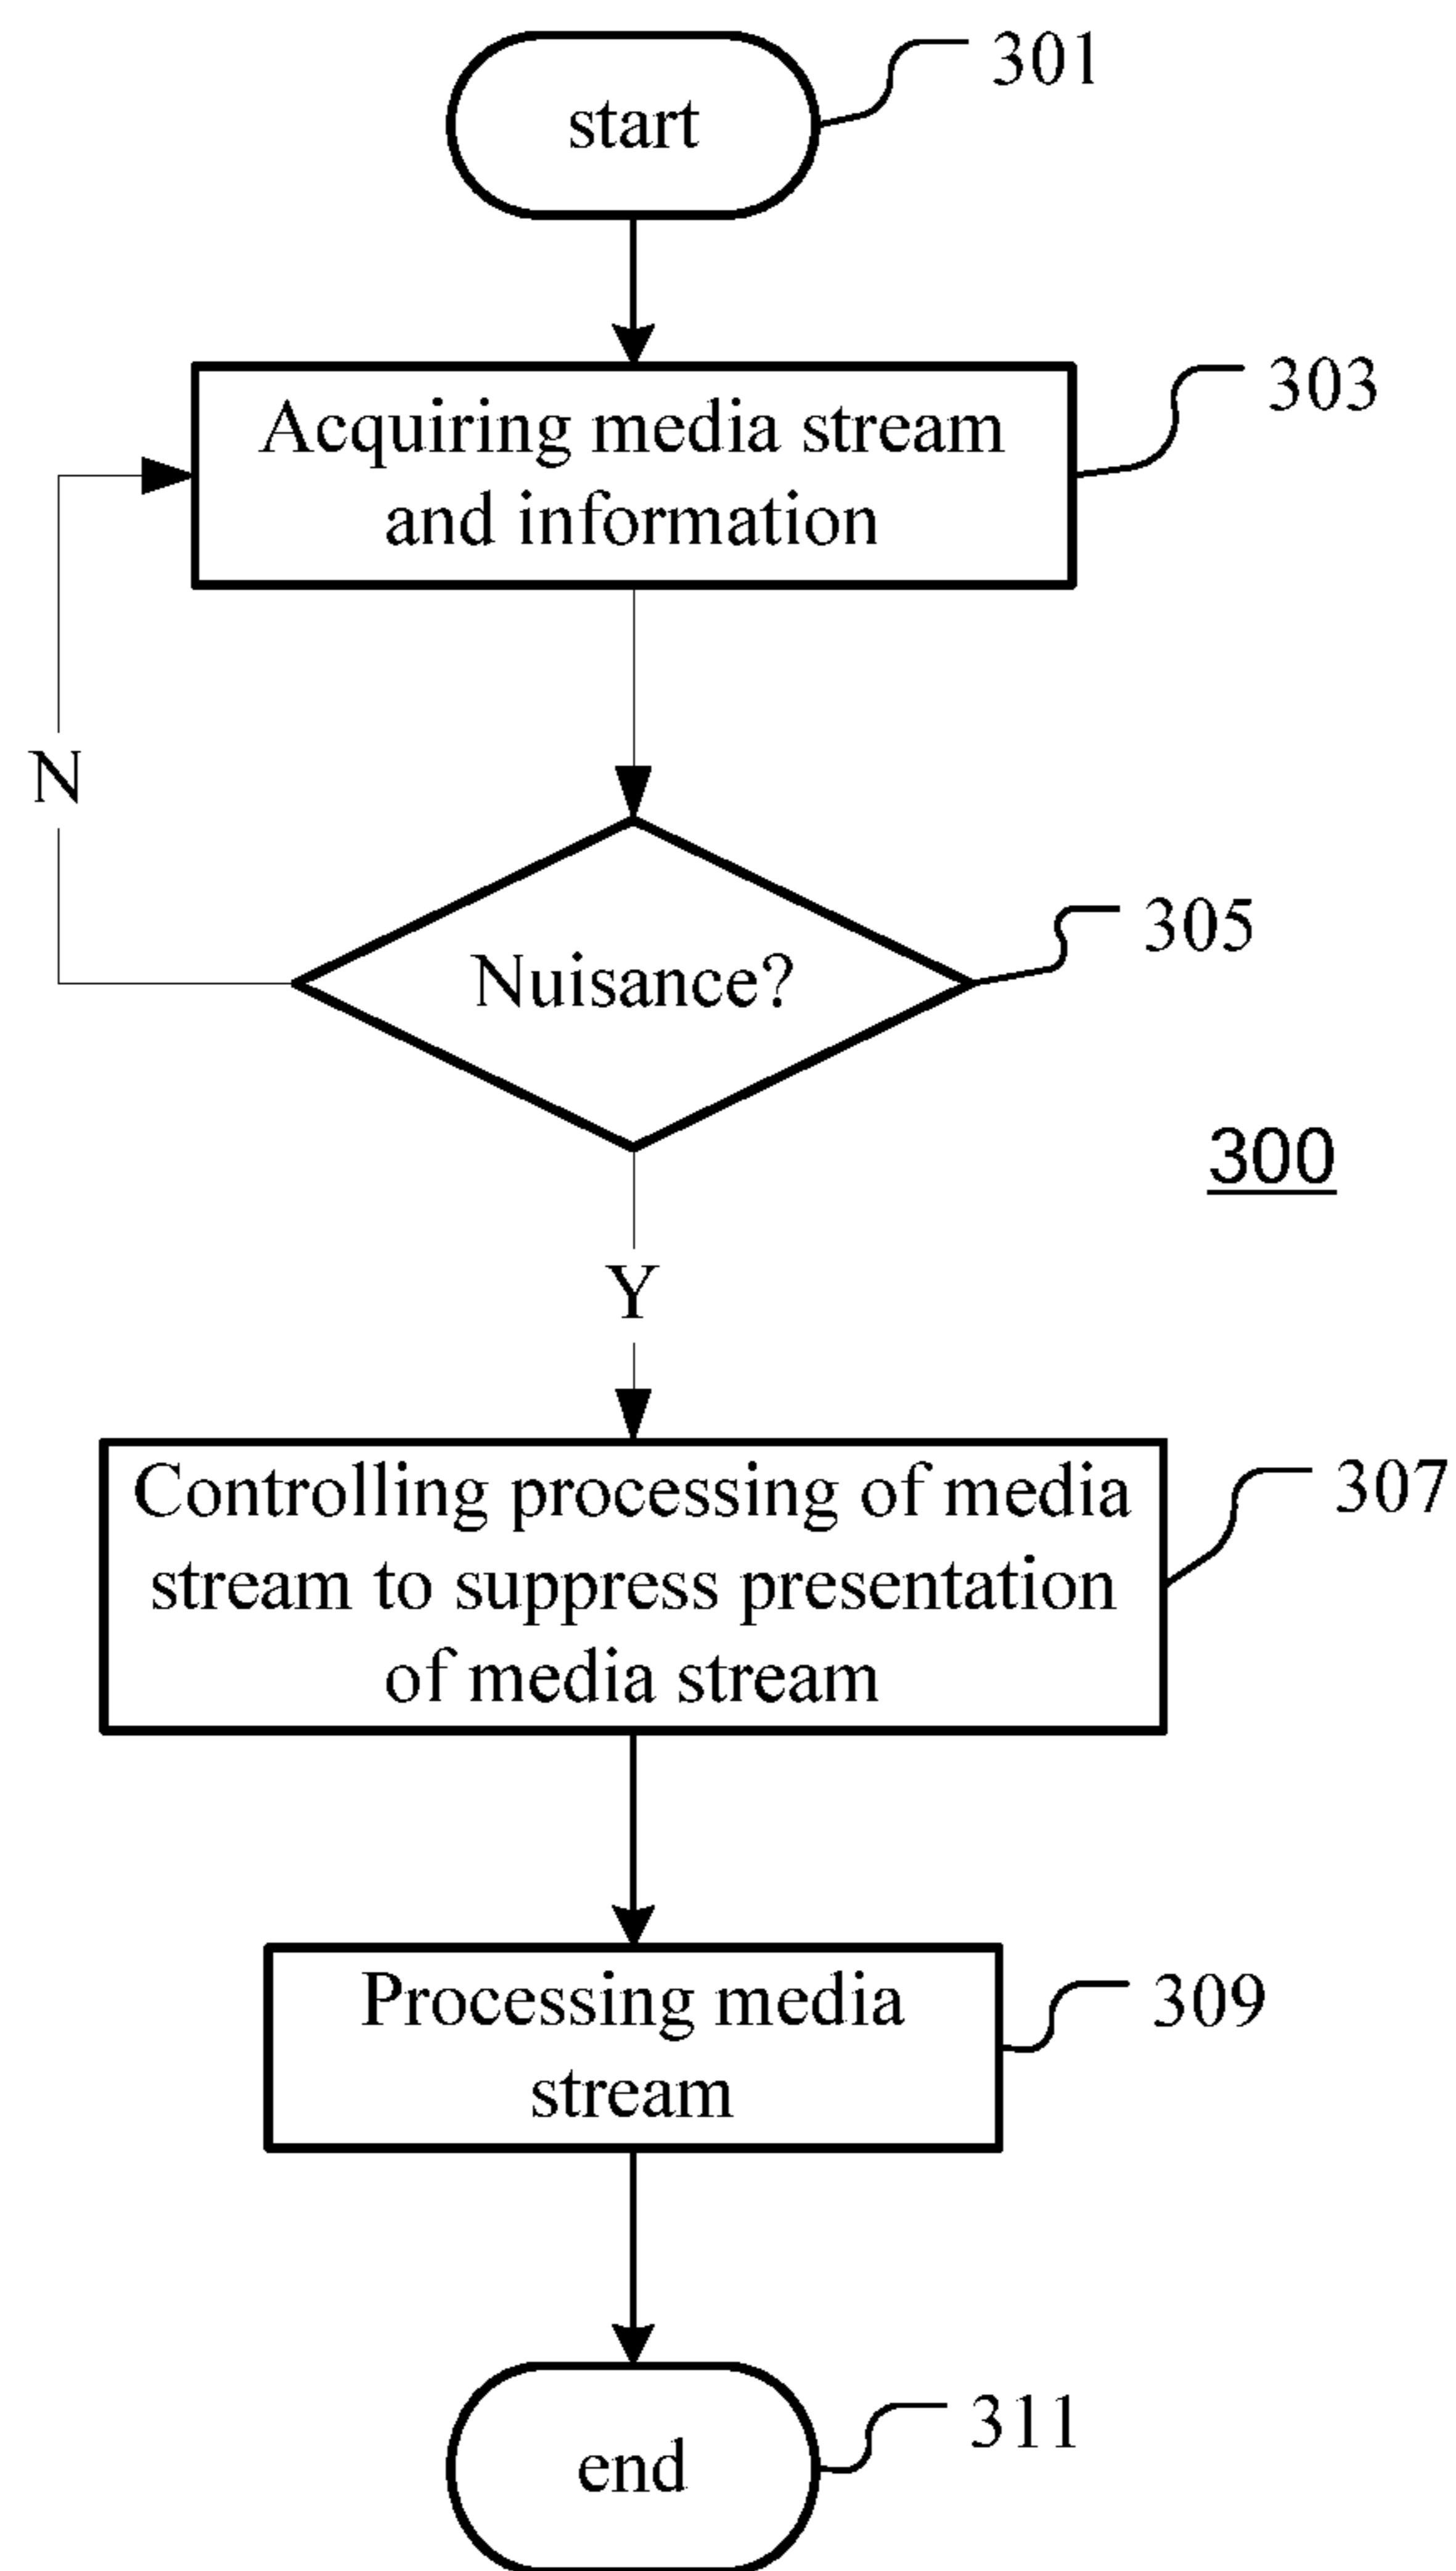 start
301
Acquiring media stream
and information
303
N
Nuisance?
305
300
Y
Controlling processing of media
stream to suppress presentation
of media stream
307
Processing media
stream
309
end
311